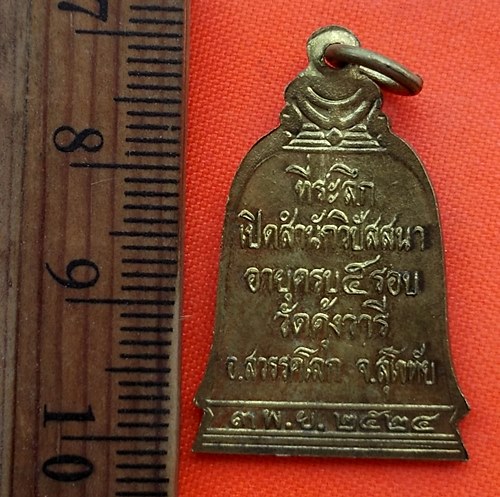 7
8
9
10
ที่ระลึก
เปิดสำนักวิปัสสนา
อายุครบ ๕ รอบ
วัดคุ้งวารี
อ.สวรรคโลก จ.สุโขทัย
๓ พ.ย. ๒๕๒๔